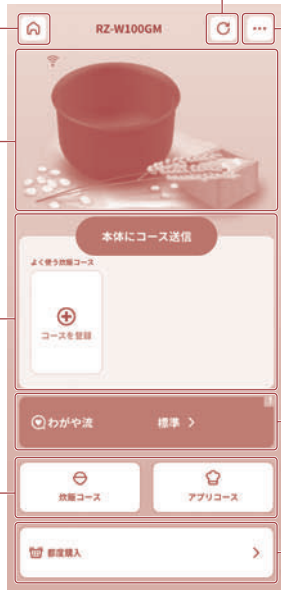 RZ-W100GM
本体にコース送信
よく使う炊飯コース
コースを登録
わがや流 標準
炊飯コース アプリコース
都度購入